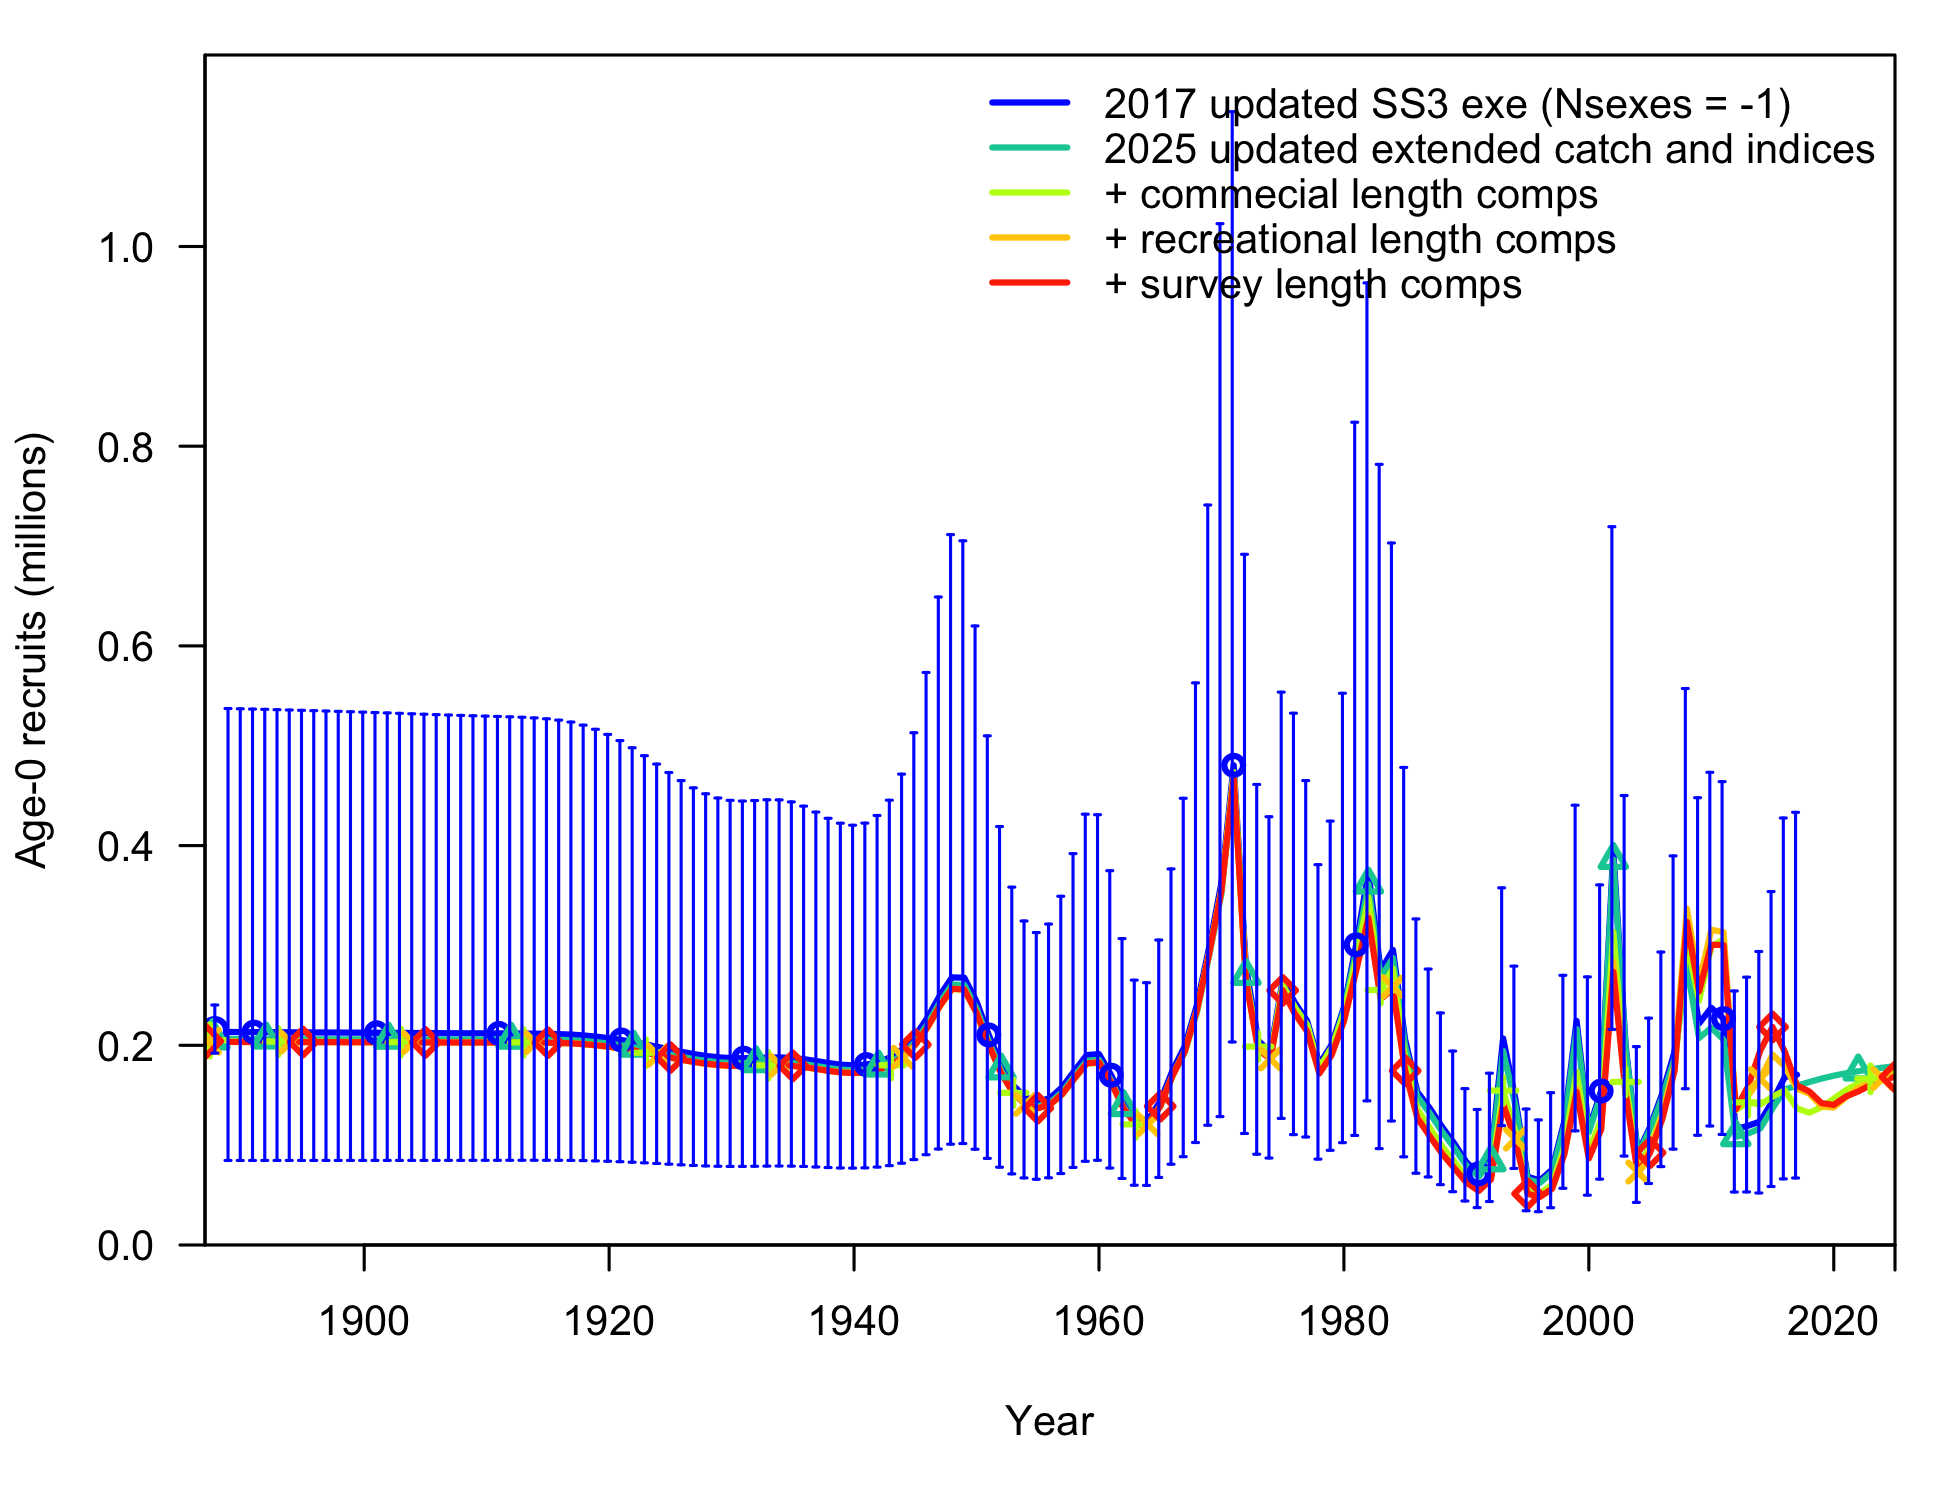 2017 updated SS3 exe (Nsexes = -1)
2025 updated extended catch and indices
+ commecial length comps
+ recreational length comps
+ survey length comps
Age-0 recruits (millions)
1.0
0.8
0.6
0.4
0.2
0.0
1900 1920 1940 1960 1980 2000 2020
Year